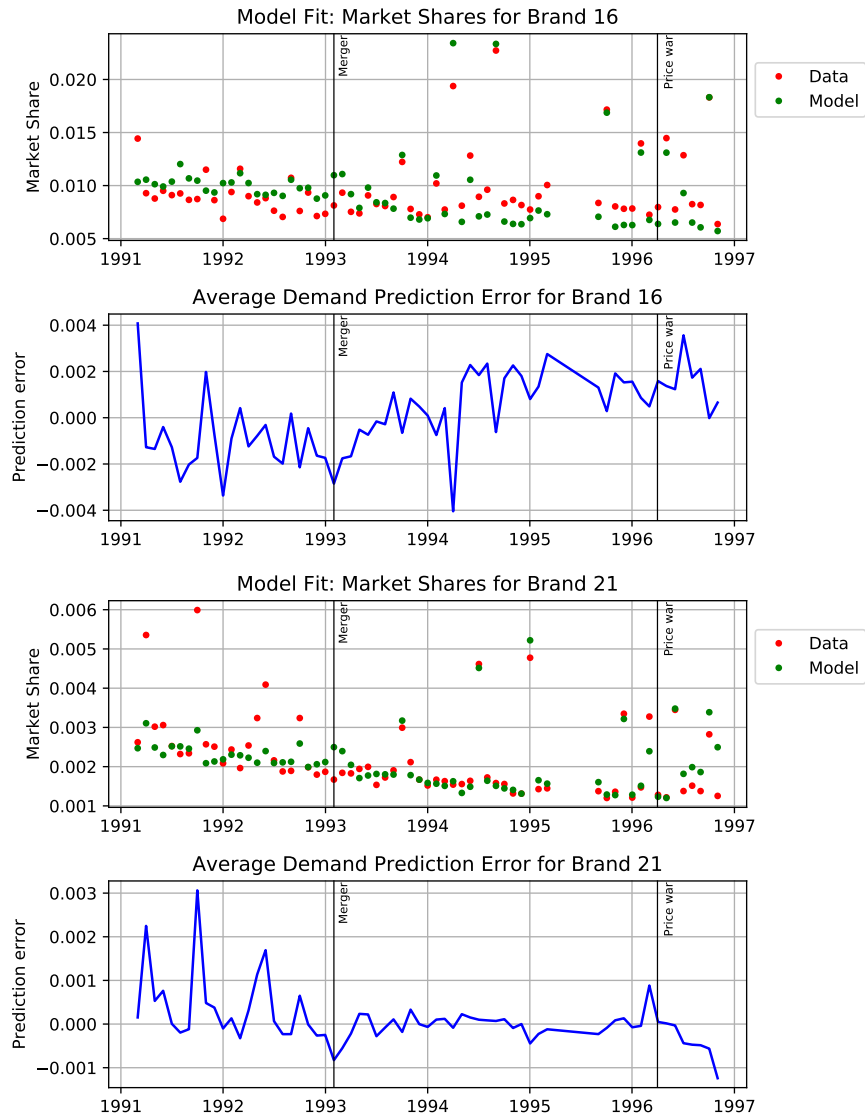 Model Fit: Market Shares for Brand 16
Market Share
0.020
0.015
0.010
0.005
Merger
Price war
Data
Model
1991 1992 1993 1994 1995 1996 1997
Average Demand Prediction Error for Brand 16
Prediction error
0.004
0.002
0.000
−0.002
−0.004
Merger
Price war
1991 1992 1993 1994 1995 1996 1997
Model Fit: Market Shares for Brand 21
Market Share
0.006
0.005
0.004
0.003
0.002
0.001
Merger
Price war
Data
Model
1991 1992 1993 1994 1995 1996 1997
Average Demand Prediction Error for Brand 21
Prediction error
0.003
0.002
0.001
0.000
−0.001
Merger
Price war
1991 1992 1993 1994 1995 1996 1997